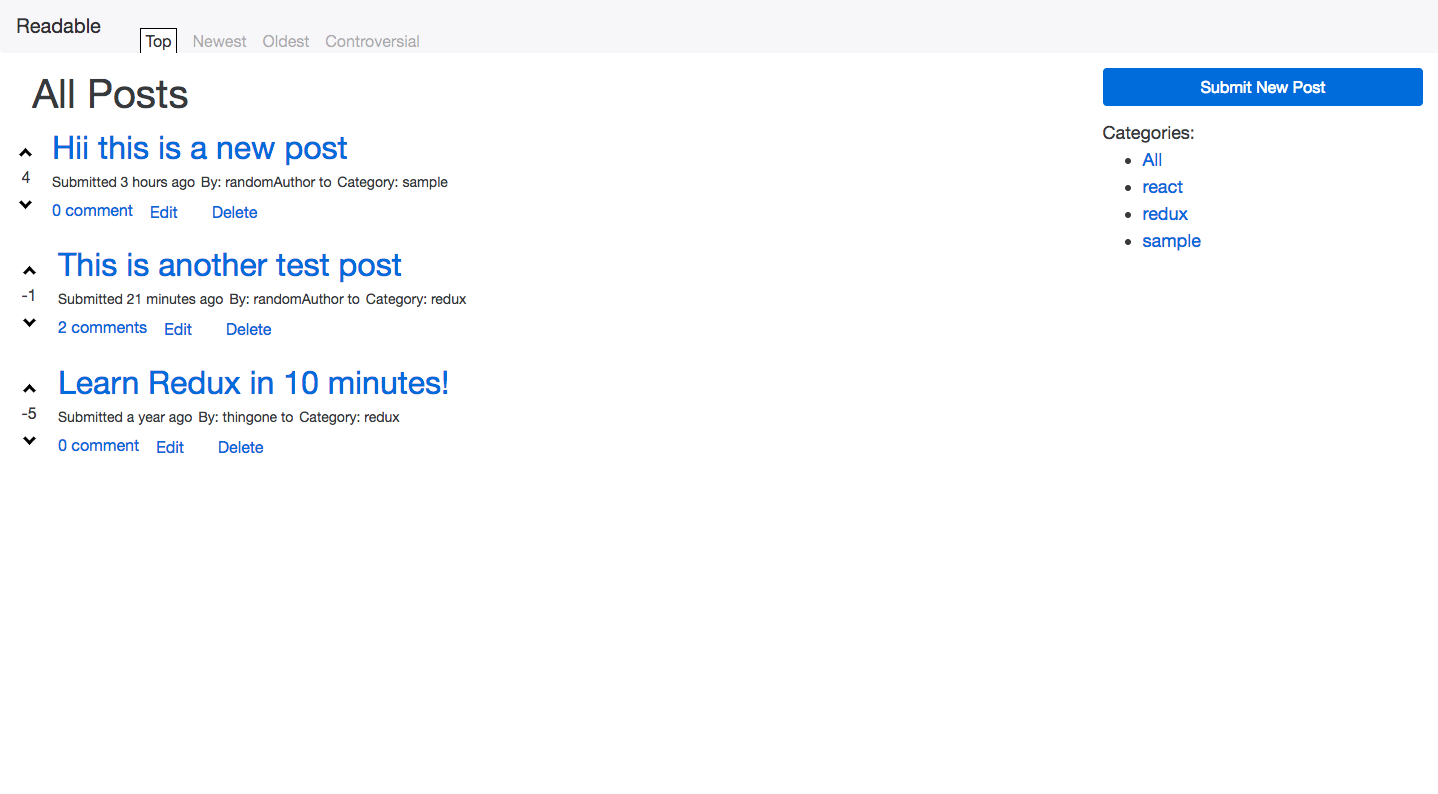 Readable
Top Newest Oldest Controversial
All Posts
Hii this is a new post
4
Submitted 3 hours ago By: randomAuthor to Category: sample
0 comment Edit Delete
This is another test post
-1
Submitted 21 minutes ago By: randomAuthor to Category: redux
2 comments Edit Delete
Learn Redux in 10 minutes!
-5
Submitted a year ago By: thingone to Category: redux
0 comment Edit Delete
Submit New Post
Categories:
All
react
redux
sample